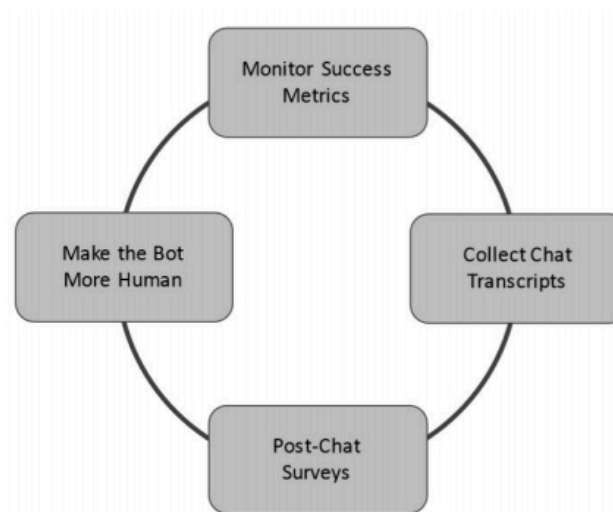 Monitor Success
Metrics
Make the Bot
More Human
Collect Chat
Transcripts
Post-Chat
Surveys